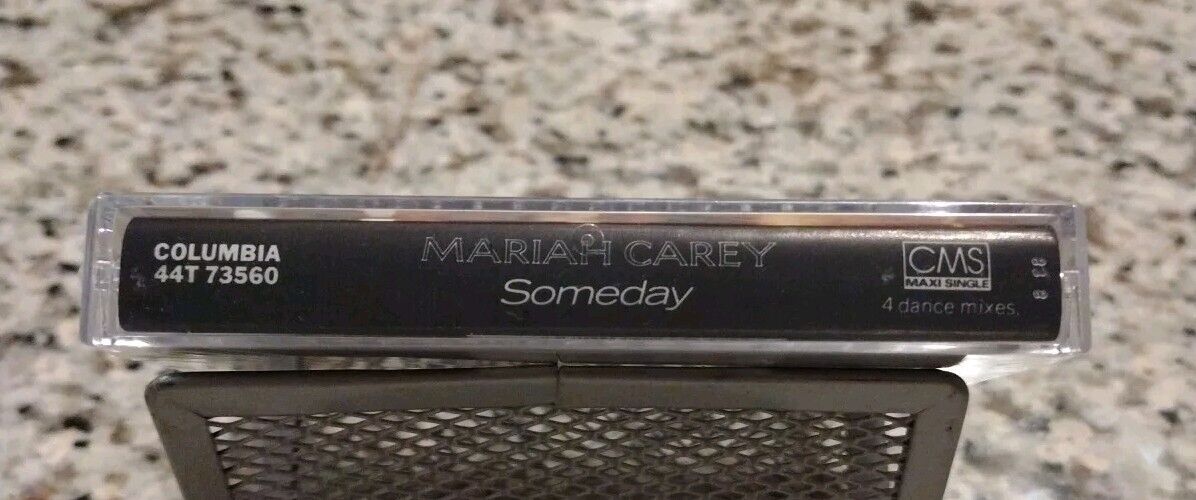 COLUMBIA
44T 73560
MARIAH CAREY
Someday
CMS
MAXI SINGLE
4 dance mixes.